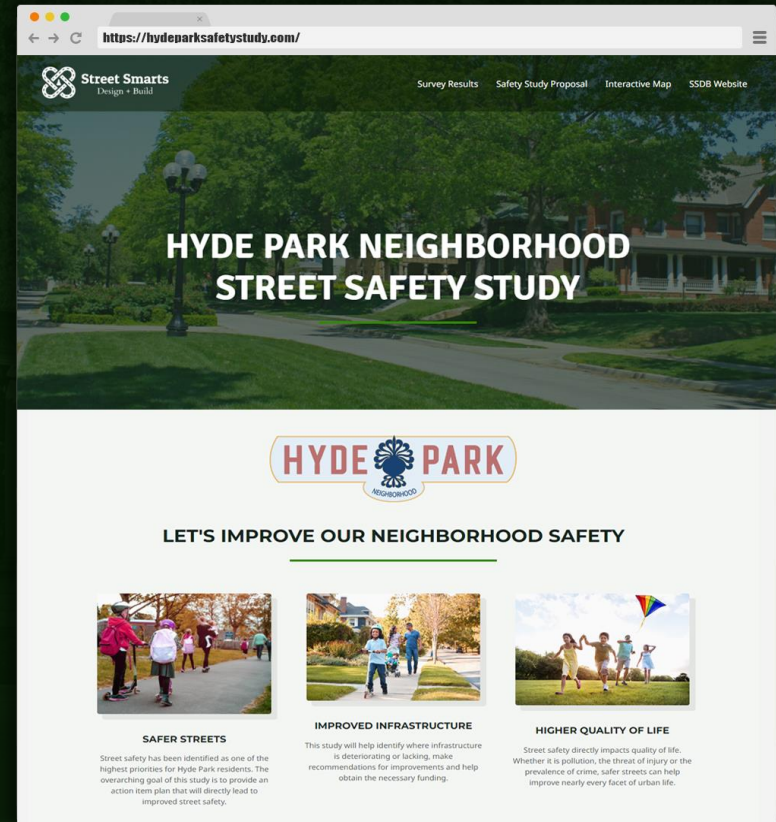 https://hydeparksafetystudy.com/
Street Smarts
Design + Build
Survey Results Safety Study Proposal Interactive Map SSDB Website
HYDE PARK NEIGHBORHOOD
STREET SAFETY STUDY
HYDE PARK
NEIGHBORHOOD
LET'S IMPROVE OUR NEIGHBORHOOD SAFETY
SAFER STREETS
Street safety has been identified as one of the
highest priorities for Hyde Park residents. The
overarching goal of this study is to provide an
action item plan that will directly lead to
improved street safety.
IMPROVED INFRASTRUCTURE
This study will help identify where infrastructure
is deteriorating or lacking, make
recommendations for improvements and help
obtain the necessary funding.
HIGHER QUALITY OF LIFE
Street safety directly impacts quality of life.
Whether it is pollution, the threat of injury or the
prevalence of crime, safer streets can help
improve nearly every facet of urban life.